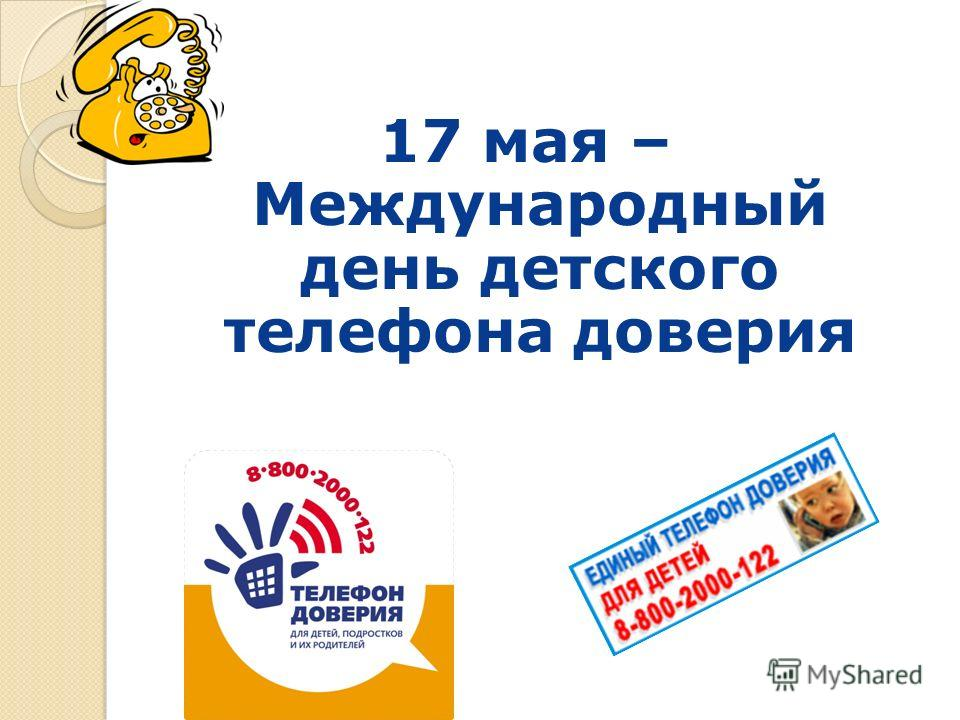 17 мая –
Международный
день детского
телефона доверия
8·800·2000·122
ТЕЛЕФОН
ДОВЕРИЯ
ДЛЯ ДЕТЕЙ, ПОДРОСТКОВ
И ИХ РОДИТЕЛЕЙ
ЕДИНЫЙ ТЕЛЕФОН ДОВЕРИЯ
ДЛЯ ДЕТЕЙ
8-800-2000-122
MyShared